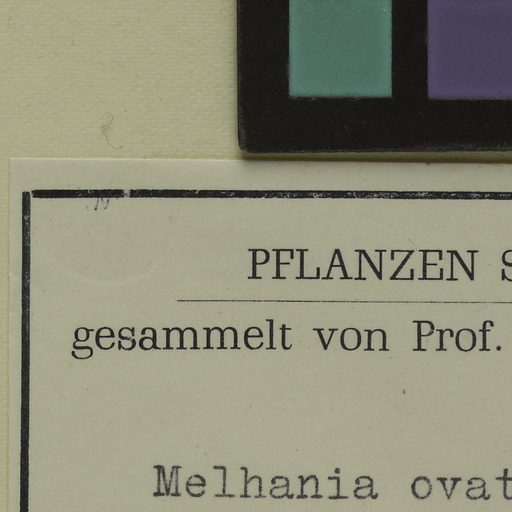 PFLANZEN S
gesammelt von Prof.
Melhania ovat